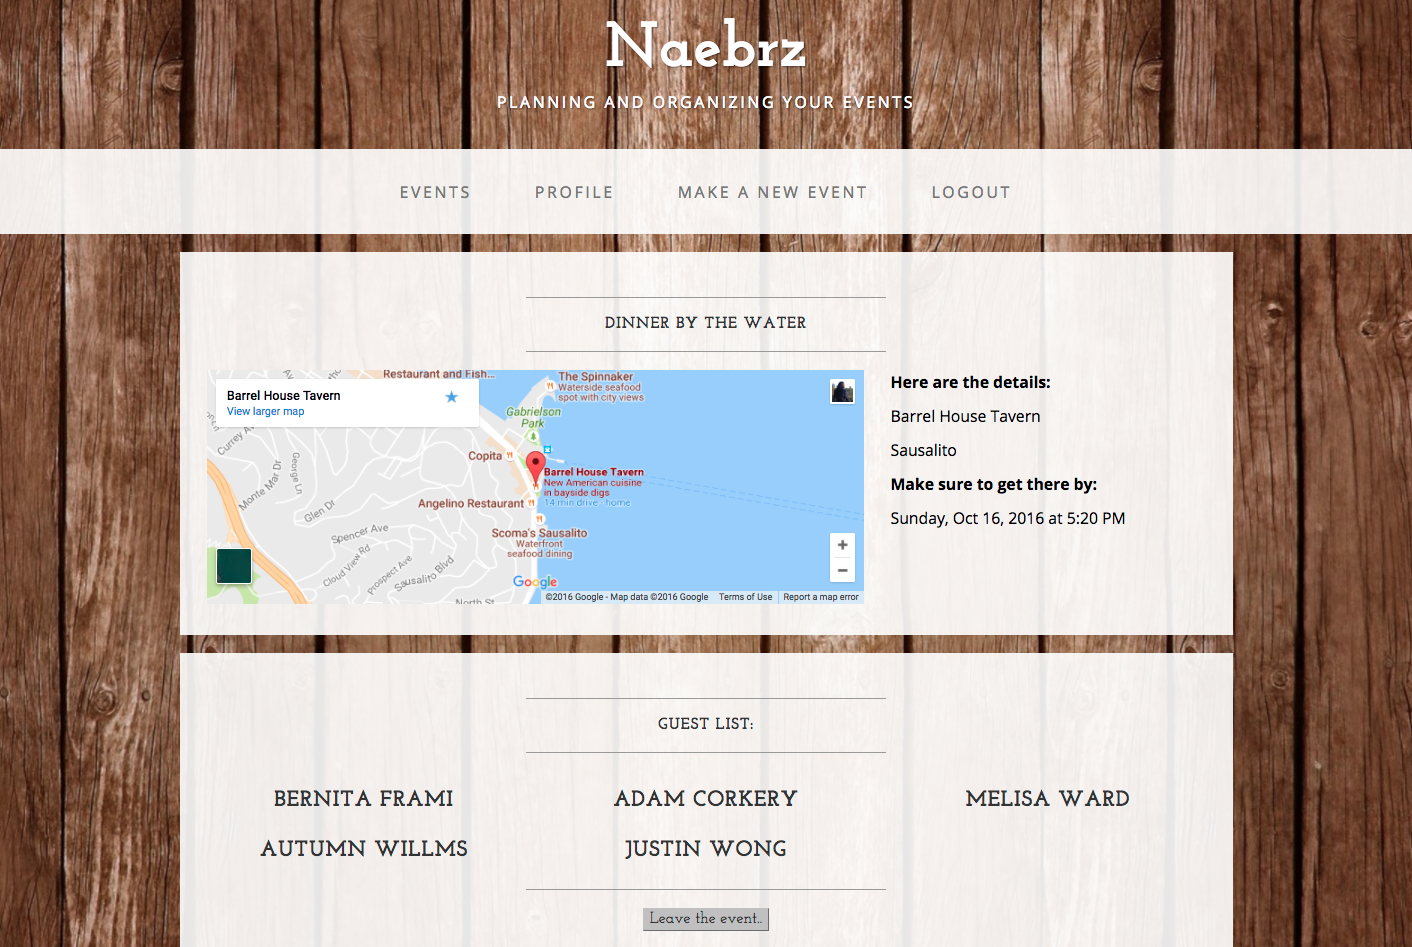 Naebrz
PLANNING AND ORGANIZING YOUR EVENTS
EVENTS PROFILE MAKE A NEW EVENT LOGOUT
DINNER BY THE WATER
Barrel House Tavern
View larger map
Restaurant and Fish...
The Spinnaker
Waterside seafood
spot with city views
Gabrielson
Park
Copita
Barrel House Tavern
New American cuisine
in bayside digs
14 min drive - home
Angelino Restaurant
Scoma's Sausalito
Waterfront
seafood dining
Currey Ave
Monte Mar Dr
George Ln
Glen Dr
Spencer Ave
Cloud View Rd
Prospect Ave
Sausalito Blvd
North St
Google
+
−
©2016 Google - Map data ©2016 Google Terms of Use Report a map error
Here are the details:
Barrel House Tavern
Sausalito
Make sure to get there by:
Sunday, Oct 16, 2016 at 5:20 PM
GUEST LIST:
BERNITA FRAMI ADAM CORKERY MELISA WARD
AUTUMN WILLMS JUSTIN WONG
Leave the event..